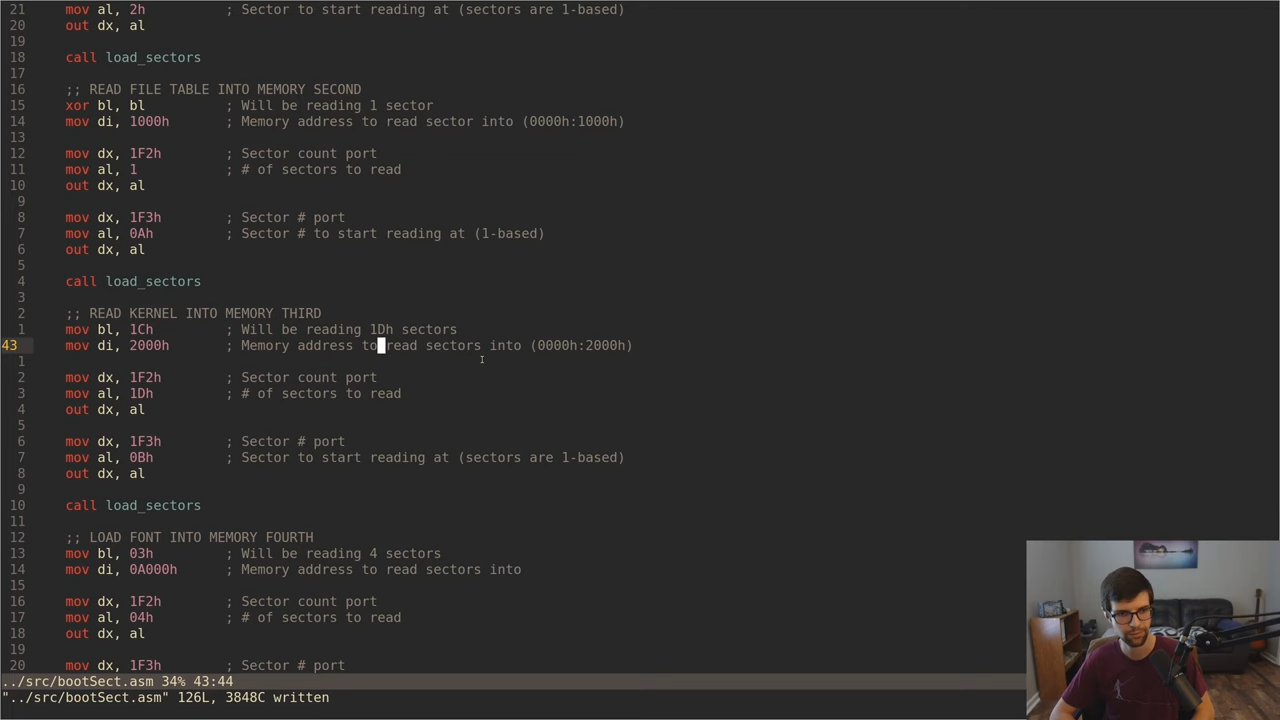 21 mov al, 2h ; Sector to start reading at (sectors are 1-based)
20 out dx, al
19
18 call load_sectors
17
16 ;; READ FILE TABLE INTO MEMORY SECOND
15 xor bl, bl ; Will be reading 1 sector
14 mov di, 1000h ; Memory address to read sector into (0000h:1000h)
13
12 mov dx, 1F2h ; Sector count port
11 mov al, 1 ; # of sectors to read
10 out dx, al
9
8 mov dx, 1F3h ; Sector # port
7 mov al, 0Ah ; Sector # to start reading at (1-based)
6 out dx, al
5
4 call load_sectors
3
2 ;; READ KERNEL INTO MEMORY THIRD
1 mov bl, 1Ch ; Will be reading 1Dh sectors
43 mov di, 2000h ; Memory address to read sectors into (0000h:2000h)
1
2 mov dx, 1F2h ; Sector count port
3 mov al, 1Dh ; # of sectors to read
4 out dx, al
5
6 mov dx, 1F3h ; Sector # port
7 mov al, 0Bh ; Sector to start reading at (sectors are 1-based)
8 out dx, al
9
10 call load_sectors
11
12 ;; LOAD FONT INTO MEMORY FOURTH
13 mov bl, 03h ; Will be reading 4 sectors
14 mov di, 0A000h ; Memory address to read sectors into
15
16 mov dx, 1F2h ; Sector count port
17 mov al, 04h ; # of sectors to read
18 out dx, al
19
20 mov dx, 1F3h ; Sector # port
../src/bootSect.asm 34% 43:44
"../src/bootSect.asm" 126L, 3848C written